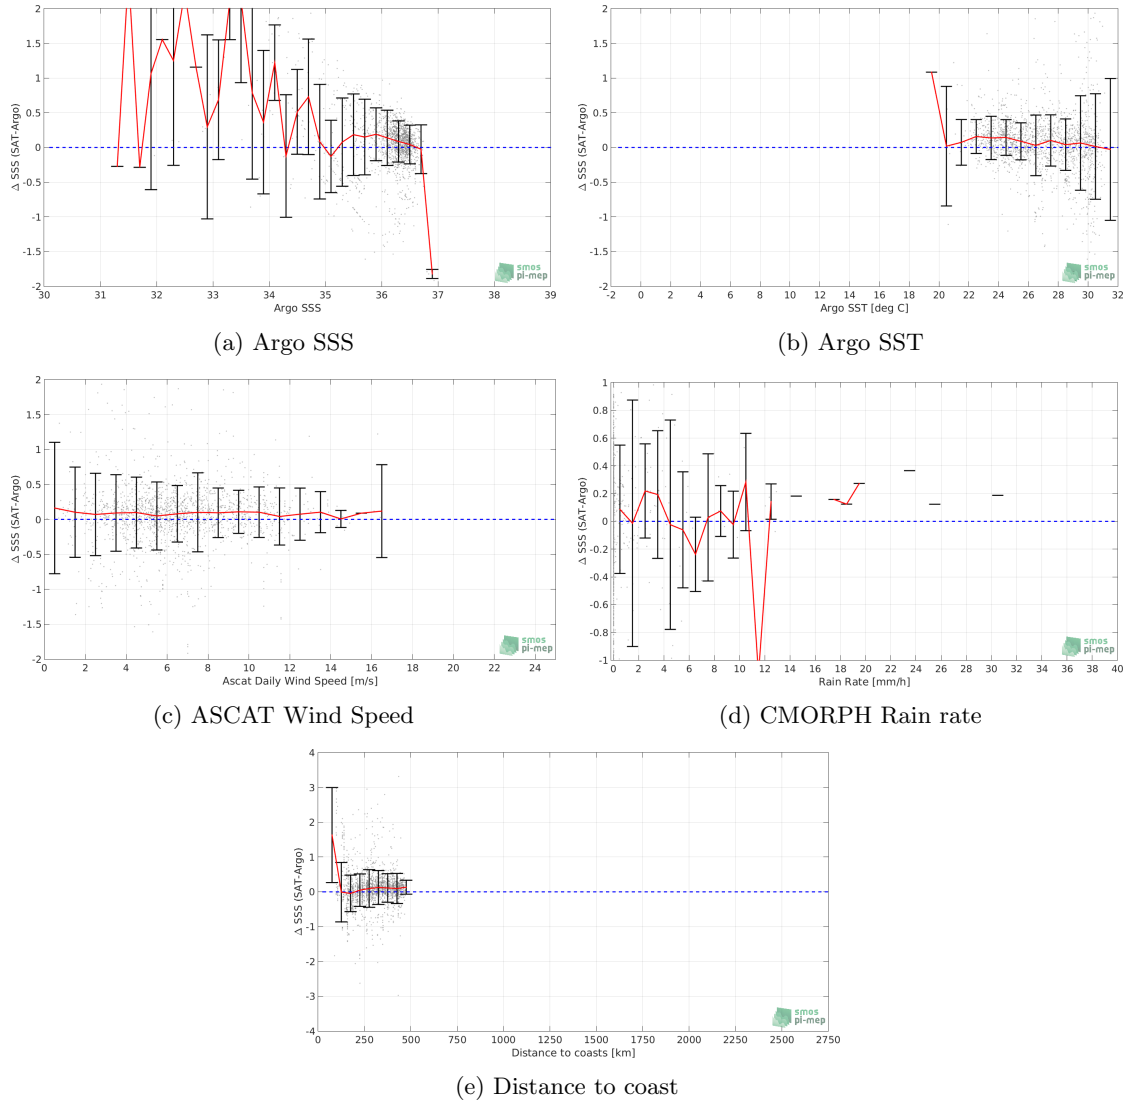 2
1.5
1
0.5
0
-0.5
-1
-1.5
-2
Δ SSS (SAT-Argo)
30 31 32 33 34 35 36 37 38 39
Argo SSS
smos
pi-mep
(a) Argo SSS
2
1.5
1
0.5
0
-0.5
-1
-1.5
-2
Δ SSS (SAT-Argo)
-2 0 2 4 6 8 10 12 14 16 18 20 22 24 26 28 30 32
Argo SST [deg C]
smos
pi-mep
(b) Argo SST
2
1.5
1
0.5
0
-0.5
-1
-1.5
-2
Δ SSS (SAT-Argo)
0 2 4 6 8 10 12 14 16 18 20 22 24
Ascat Daily Wind Speed [m/s]
smos
pi-mep
(c) ASCAT Wind Speed
1
0.8
0.6
0.4
0.2
0
-0.2
-0.4
-0.6
-0.8
-1
Δ SSS (SAT-Argo)
0 2 4 6 8 10 12 14 16 18 20 22 24 26 28 30 32 34 36 38 40
Rain Rate [mm/h]
smos
pi-mep
(d) CMORPH Rain rate
4
3
2
1
0
-1
-2
-3
-4
Δ SSS (SAT-Argo)
0 250 500 750 1000 1250 1500 1750 2000 2250 2500 2750
Distance to coasts [km]
smos
pi-mep
(e) Distance to coast